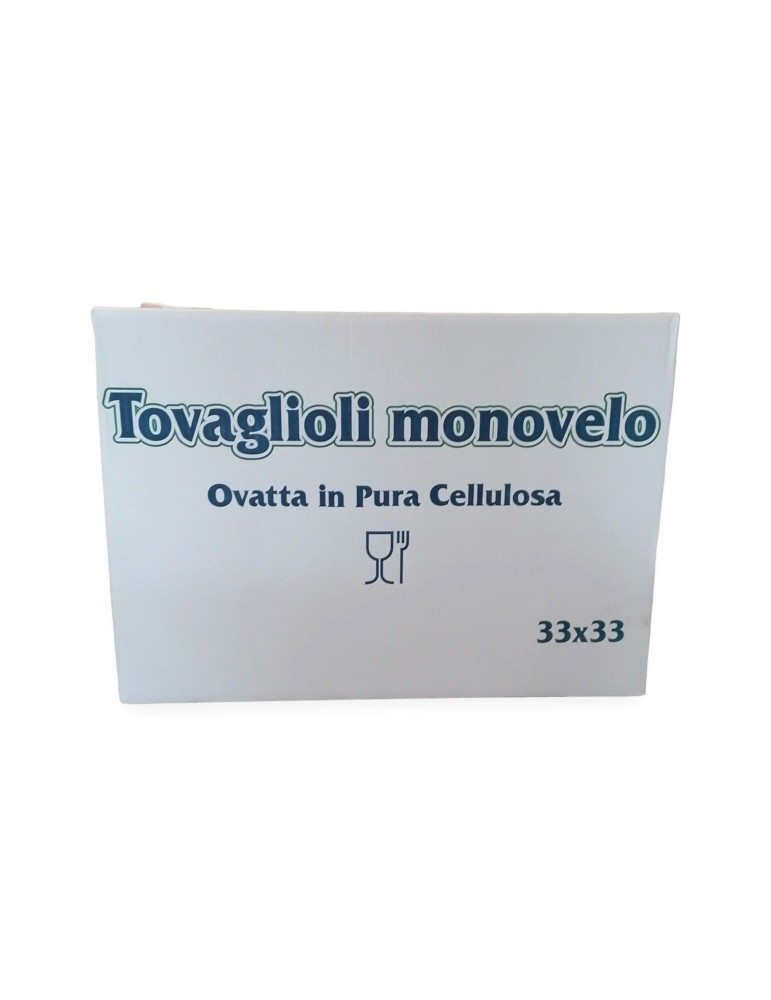 Tovaglioli monovelo
Ovatta in Pura Cellulosa
33x33